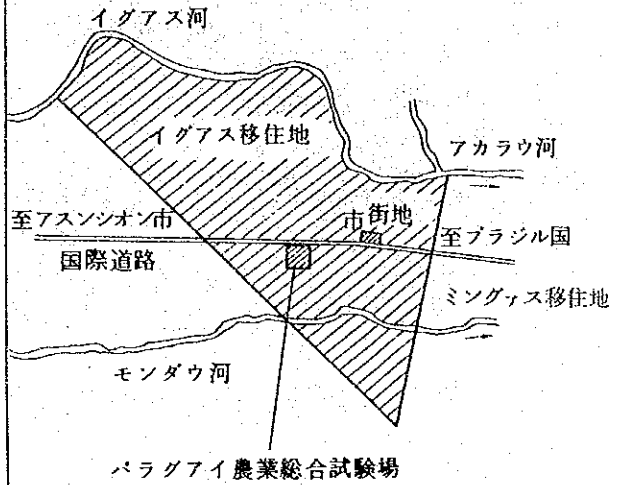 イグアス河
イグアス移住地
アカラウ河
至アスンシオン市
市街地
至ブラジル国
国際道路
ミングァス移住地
モンダウ河
パラグアイ農業総合試験場